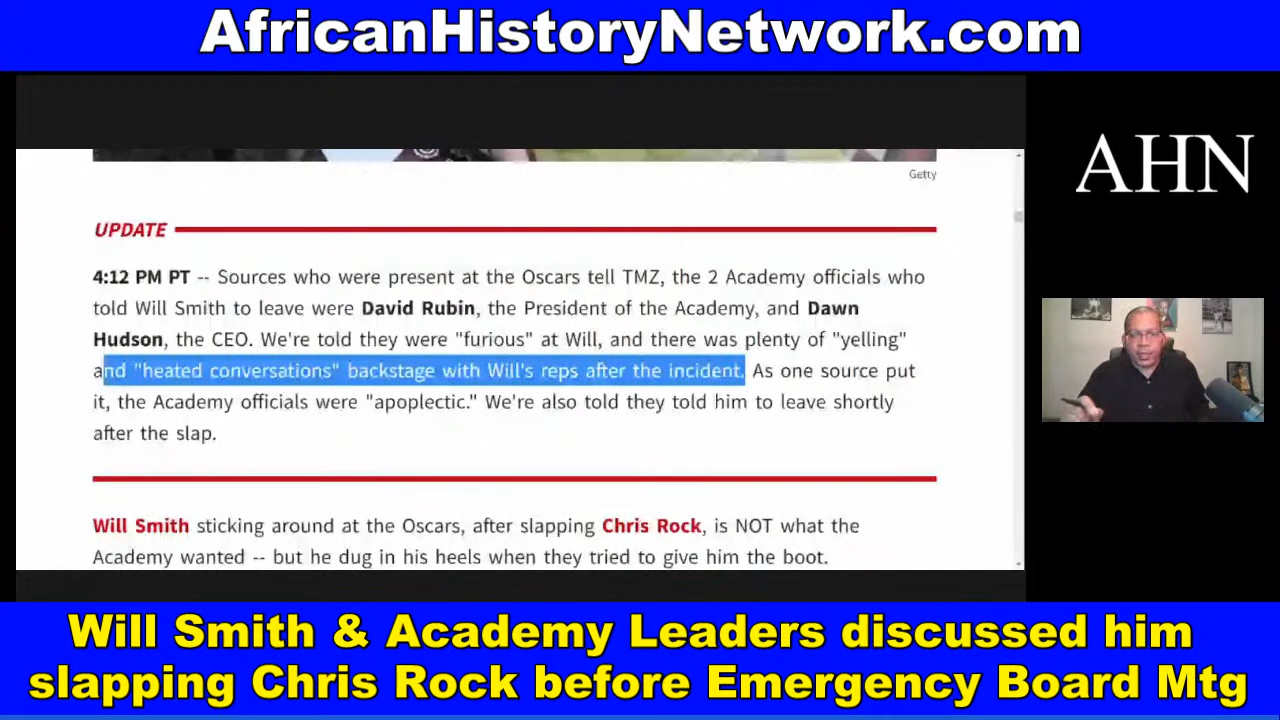 AfricanHistoryNetwork.com
AHN
Getty
UPDATE
4:12 PM PT -- Sources who were present at the Oscars tell TMZ, the 2 Academy officials who
told Will Smith to leave were David Rubin, the President of the Academy, and Dawn
Hudson, the CEO. We're told they were "furious" at Will, and there was plenty of "yelling"
and "heated conversations" backstage with Will's reps after the incident. As one source put
it, the Academy officials were "apoplectic." We're also told they told him to leave shortly
after the slap.
Will Smith sticking around at the Oscars, after slapping Chris Rock, is NOT what the
Academy wanted -- but he dug in his heels when they tried to give him the boot.
Will Smith & Academy Leaders discussed him
slapping Chris Rock before Emergency Board Mtg